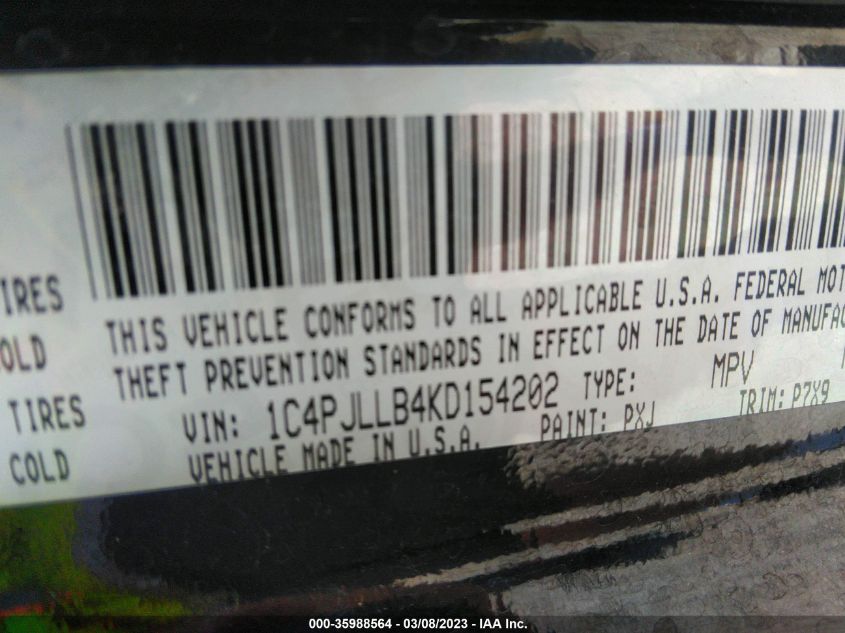 THIS VEHICLE CONFORMS TO ALL APPLICABLE U.S.A. FEDERAL MOT
THEFT PREVENTION STANDARDS IN EFFECT ON THE DATE OF MANUFAC
VIN: 1C4PJLLB4KD154202 TYPE: MPV
VEHICLE MADE IN U.S.A. PAINT: PXJ TRIM: P7X9
IRES
OLD
TIRES
COLD
000-35988564 / 03/08/2023 - IAA Inc.